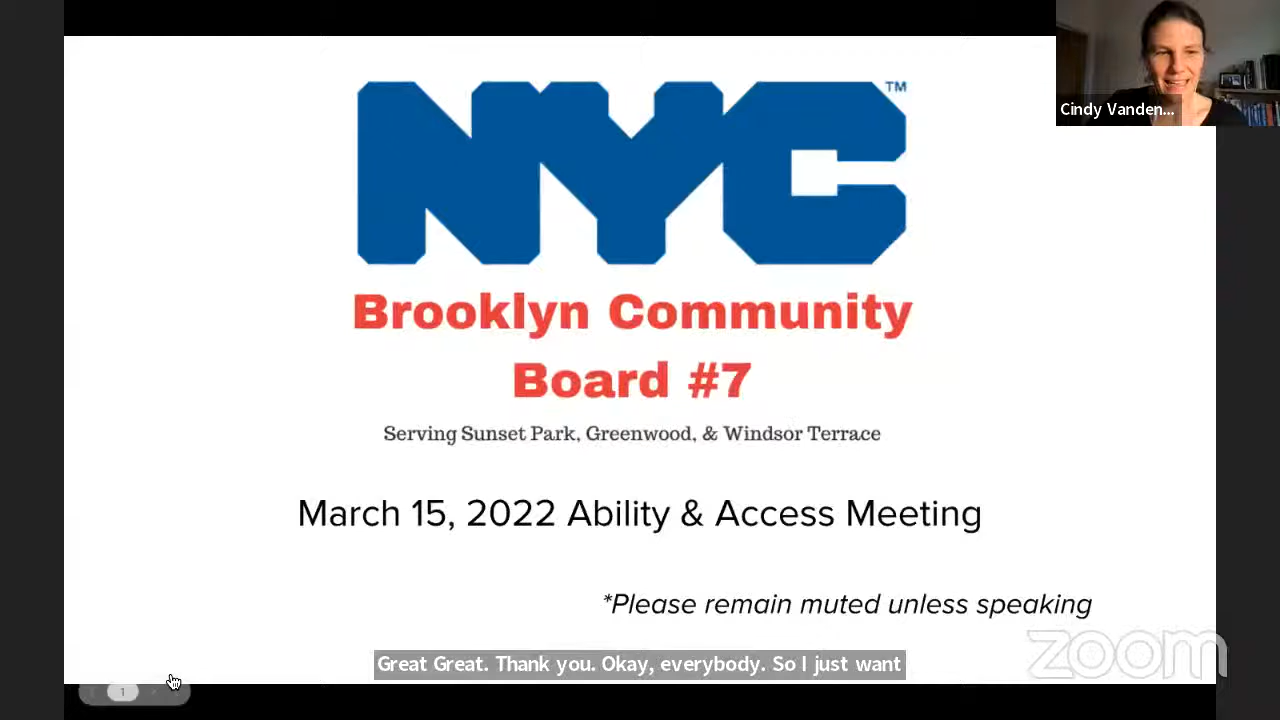 NYC
TM
Cindy Vanden...
Brooklyn Community
Board #7
Serving Sunset Park, Greenwood, & Windsor Terrace
March 15, 2022 Ability & Access Meeting
*Please remain muted unless speaking
zoom
Great Great. Thank you. Okay, everybody. So I just want
1